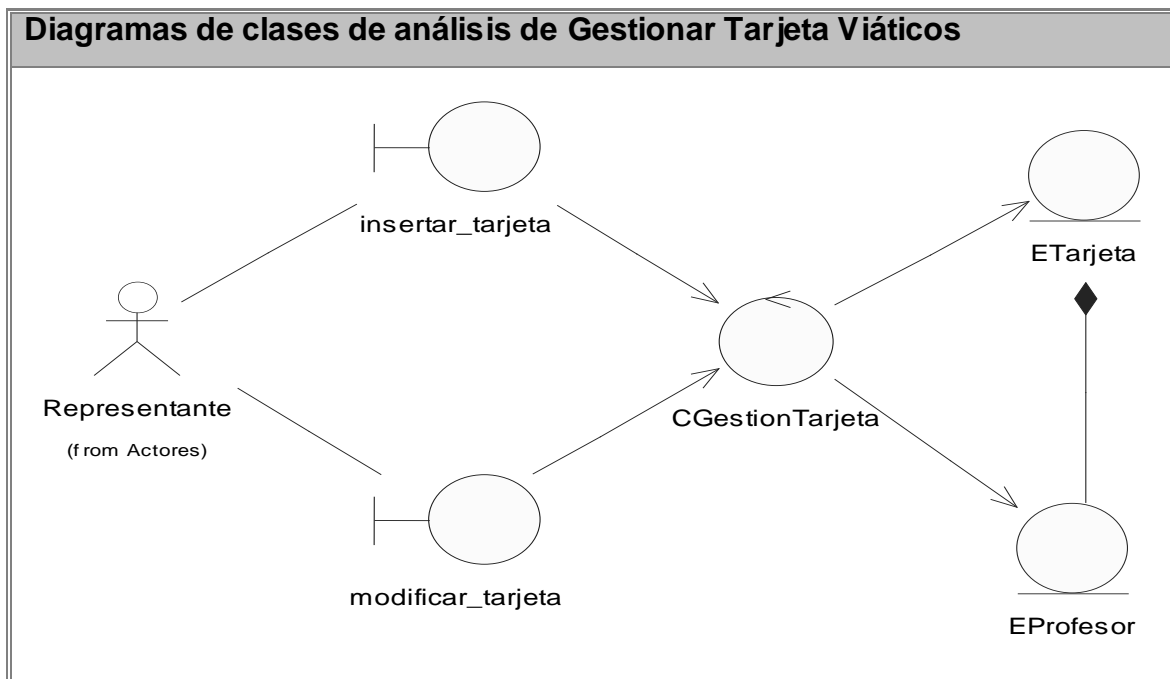 Diagramas de clases de análisis de Gestionar Tarjeta Viáticos
insertar_tarjeta
ETarjeta
Representante
(from Actores)
CGestionTarjeta
modificar_tarjeta
EProfesor